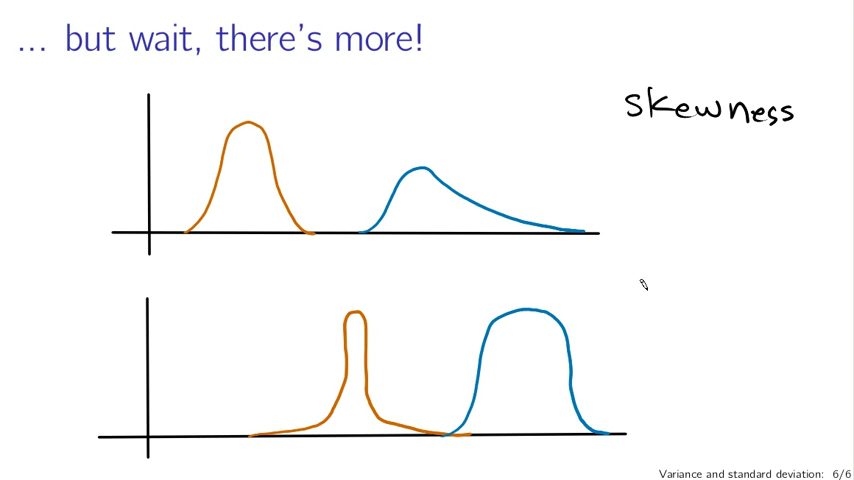 ... but wait, there's more!
skewness
Variance and standard deviation: 6/6